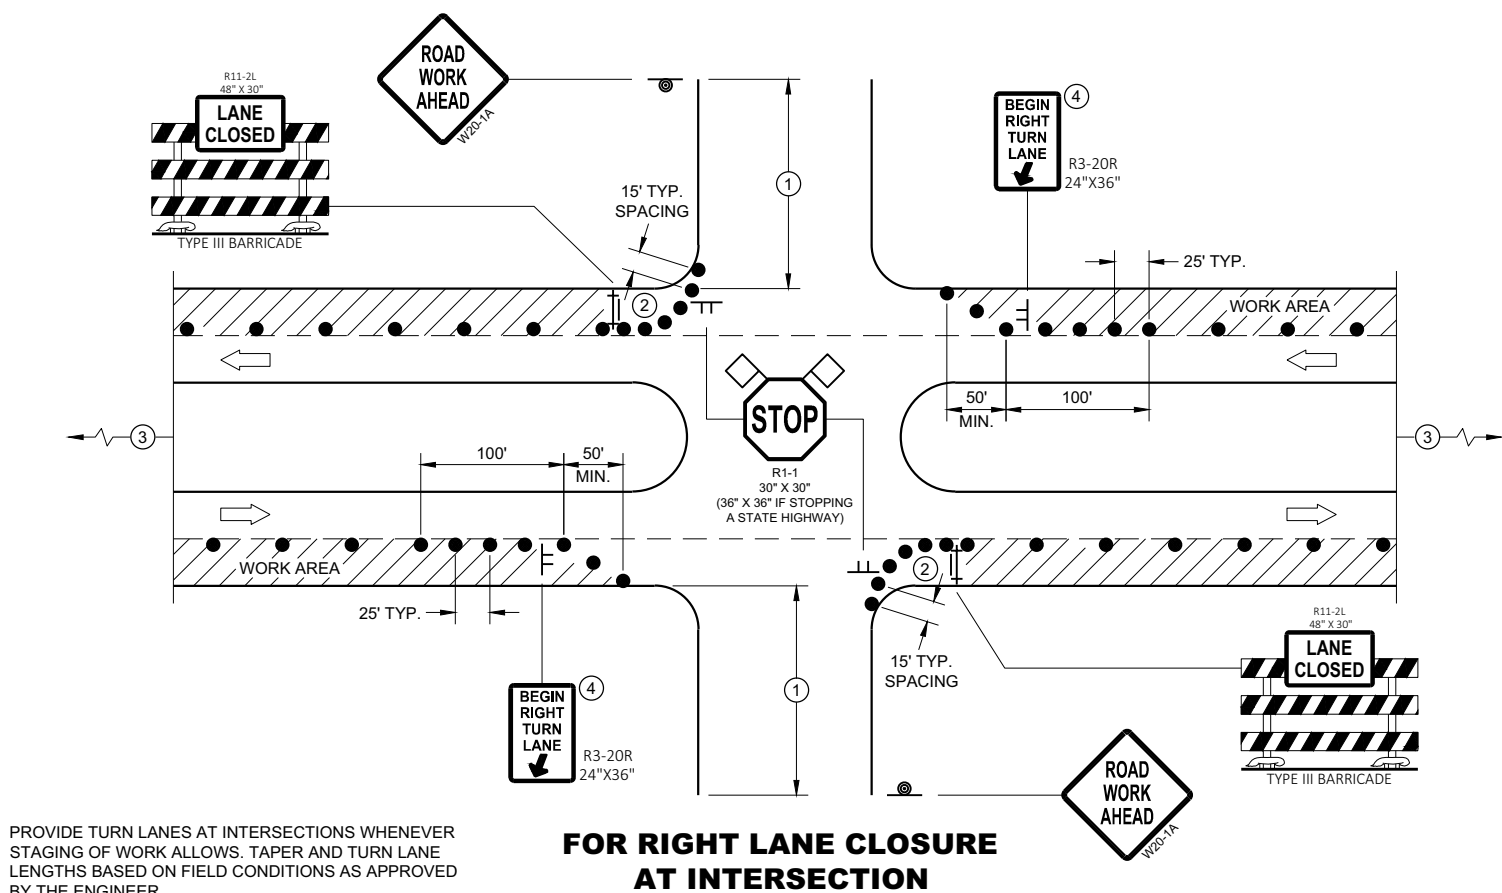 ROAD
WORK
AHEAD
W20-1A
R11-2L
48" X 30"
LANE
CLOSED
TYPE III BARRICADE
15' TYP.
SPACING
1
2
BEGIN
RIGHT
TURN
LANE
4
R3-20R
24"X36"
25' TYP.
WORK AREA
50'
MIN.
100'
3
3
STOP
R1-1
30" X 30"
(36" X 36" IF STOPPING
A STATE HIGHWAY)
100'
50'
MIN.
WORK AREA
25' TYP.
2
15' TYP.
SPACING
1
BEGIN
RIGHT
TURN
LANE
4
R3-20R
24"X36"
R11-2L
48" X 30"
LANE
CLOSED
TYPE III BARRICADE
ROAD
WORK
AHEAD
W20-1A
PROVIDE TURN LANES AT INTERSECTIONS WHENEVER
STAGING OF WORK ALLOWS. TAPER AND TURN LANE
LENGTHS BASED ON FIELD CONDITIONS AS APPROVED
BY THE ENGINEER
FOR RIGHT LANE CLOSURE
AT INTERSECTION